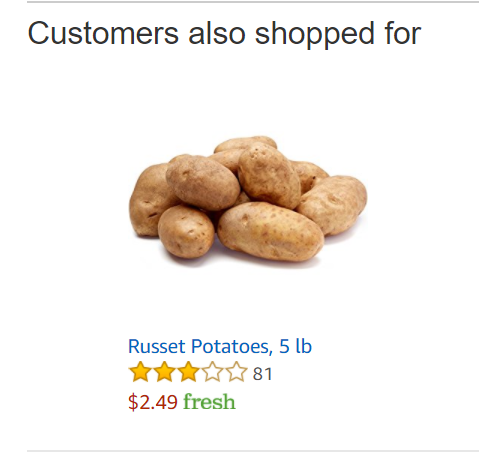 Customers also shopped for
Russet Potatoes, 5 lb
81
$2.49 fresh